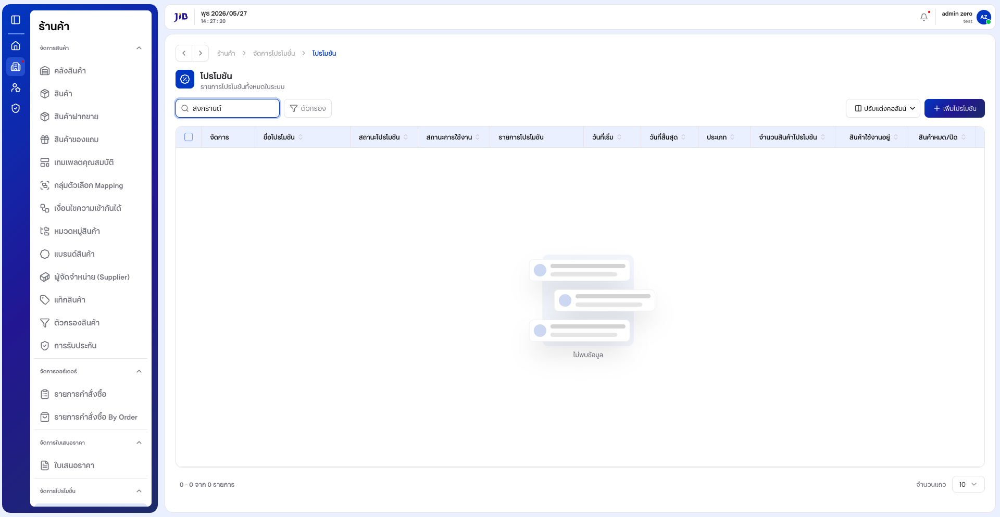 ร้านค้า
จัดการสินค้า
คลังสินค้า
สินค้า
สินค้าฝากขาย
สินค้าของแถม
เทมเพลตคุณสมบัติ
กลุ่มตัวเลือก Mapping
เงื่อนไขความเข้ากันได้
หมวดหมู่สินค้า
แบรนด์สินค้า
ผู้จัดจำหน่าย (Supplier)
แท็กสินค้า
ตัวกรองสินค้า
การรับประกัน
จัดการออร์เดอร์
รายการคำสั่งซื้อ
รายการคำสั่งซื้อ By Order
จัดการใบเสนอราคา
ใบเสนอราคา
จัดการโปรโมชั่น
JIB
พุธ 2026/05/27
14 : 27 : 20
admin zero
test
AZ
ร้านค้า จัดการโปรโมชั่น โปรโมชัน
โปรโมชัน
รายการโปรโมชันทั้งหมดในระบบ
สงกรานต์ ตัวกรอง ปรับแต่งคอลัมน์ เพิ่มโปรโมชัน
จัดการ ชื่อโปรโมชัน สถานะโปรโมชัน สถานะการใช้งาน รายการโปรโมชัน วันที่เริ่ม วันที่สิ้นสุด ประเภท จำนวนสินค้าโปรโมชัน สินค้าใช้งานอยู่ สินค้าหมด/ปิด
ไม่พบข้อมูล
0 - 0 จาก 0 รายการ จำนวนแถว 10